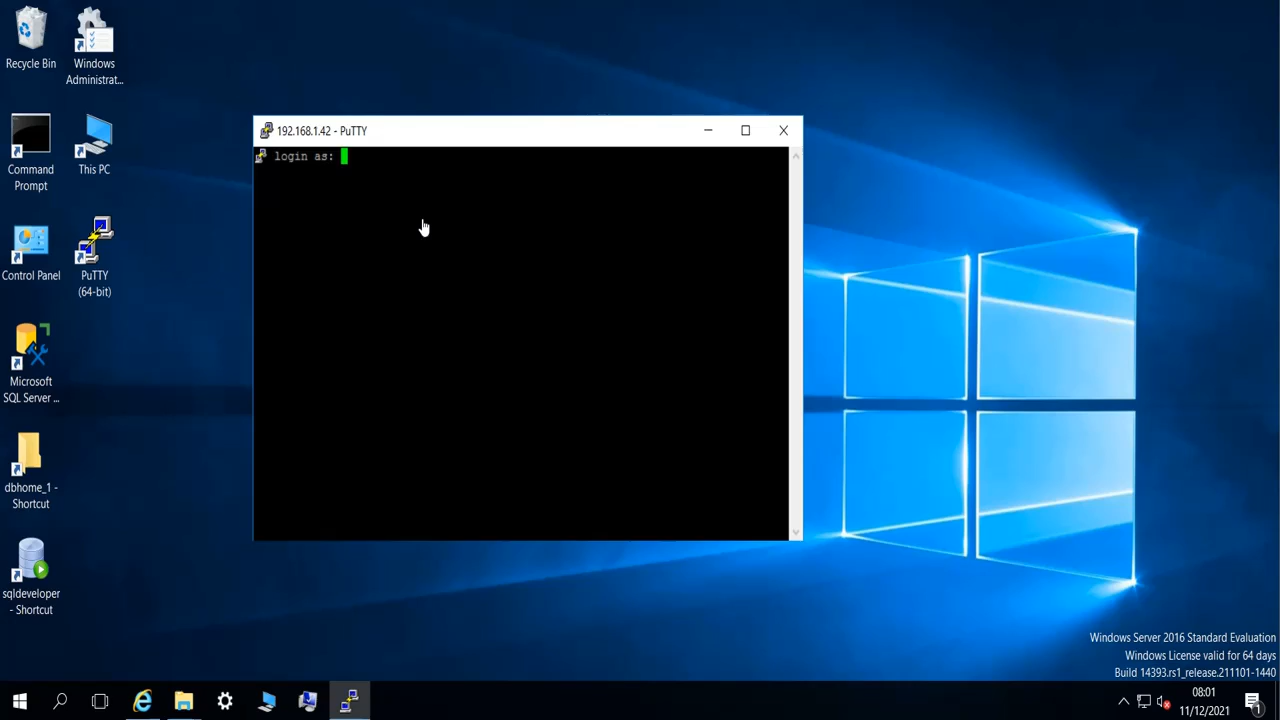 Recycle Bin
Windows
Administrat...
Command
Prompt
This PC
Control Panel
PuTTY
(64-bit)
Microsoft
SQL Server ...
dbhome_1 -
Shortcut
sqldeveloper
- Shortcut
192.168.1.42 - PuTTY
login as:
Windows Server 2016 Standard Evaluation
Windows License valid for 64 days
Build 14393.rs1_release.211101-1440
08:01
11/12/2021
1